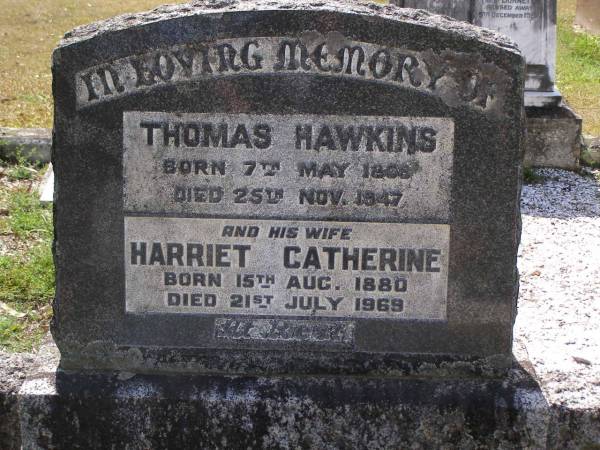 IN LOVING MEMORY OF
THOMAS HAWKINS
BORN 7TH MAY
DIED 25TH NOV. 1947
AND HIS WIFE
HARRIET CATHERINE
BORN 15TH AUG. 1880
DIED 21ST JULY 1969